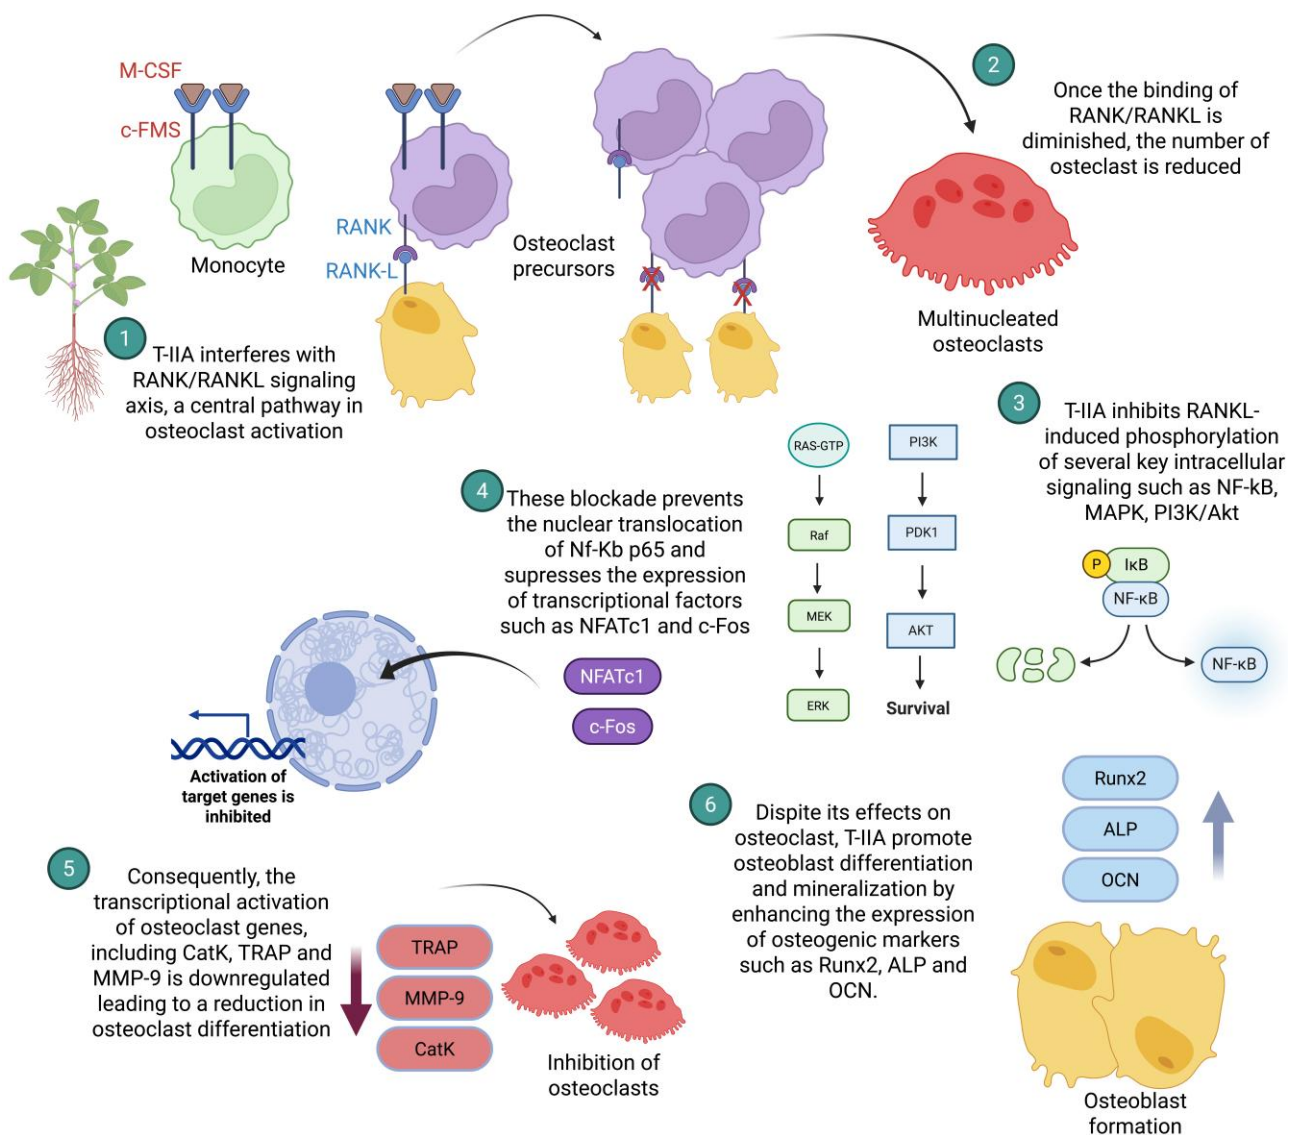 M-CSF
c-FMS
Monocyte
RANK
RANK-L
Osteoclast
precursors
2
Once the binding of
RANK/RANKL is
diminished, the number of
osteclast is reduced
Multinucleated
osteoclasts
1
T-IIA interferes with
RANK/RANKL signaling
axis, a central pathway in
osteoclast activation
3
T-IIA inhibits RANKL-
induced phosphorylation
of several key intracellular
signaling such as NF-kB,
MAPK, PI3K/Akt
P
IκB
NF-κB
NF-κB
RAS-GTP
Raf
MEK
ERK
PI3K
PDK1
AKT
Survival
4
These blockade prevents
the nuclear translocation
of Nf-Kb p65 and
supresses the expression
of transcriptional factors
such as NFATc1 and c-Fos
NFATc1
c-Fos
Activation of
target genes is
inhibited
5
Consequently, the
transcriptional activation
of osteoclast genes,
including CatK, TRAP and
MMP-9 is downregulated
leading to a reduction in
osteoclast differentiation
TRAP
MMP-9
CatK
Inhibition of
osteoclasts
6
Dispite its effects on
osteoclast, T-IIA promote
osteoblast differentiation
and mineralization by
enhancing the expression
of osteogenic markers
such as Runx2, ALP and
OCN.
Runx2
ALP
OCN
Osteoblast
formation